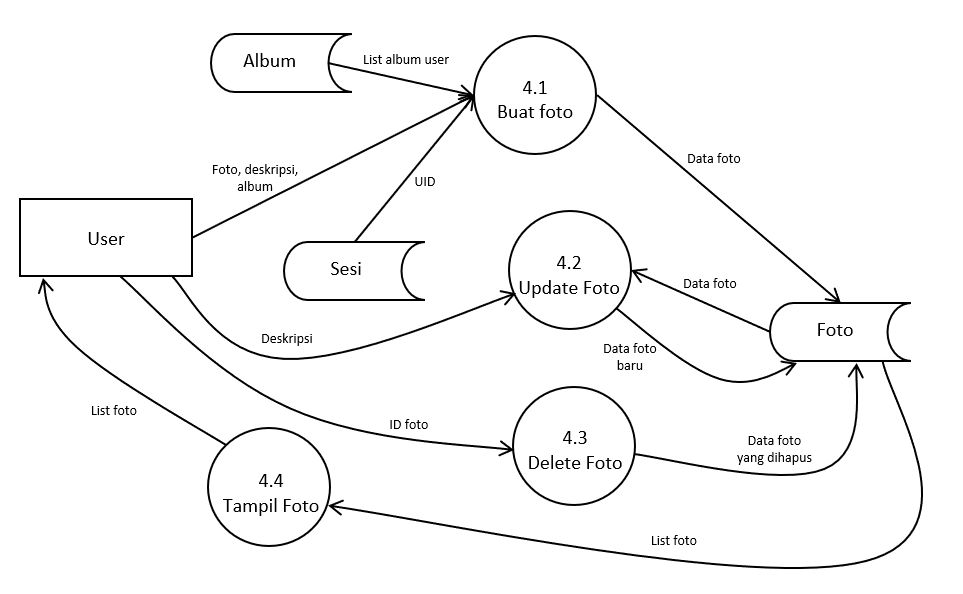 Album
List album user
4.1
Buat foto
Data foto
Foto, deskripsi,
album
UID
User
Sesi
4.2
Update Foto
Data foto
Foto
Deskripsi
Data foto
baru
List foto
ID foto
4.3
Delete Foto
Data foto
yang dihapus
4.4
Tampil Foto
List foto